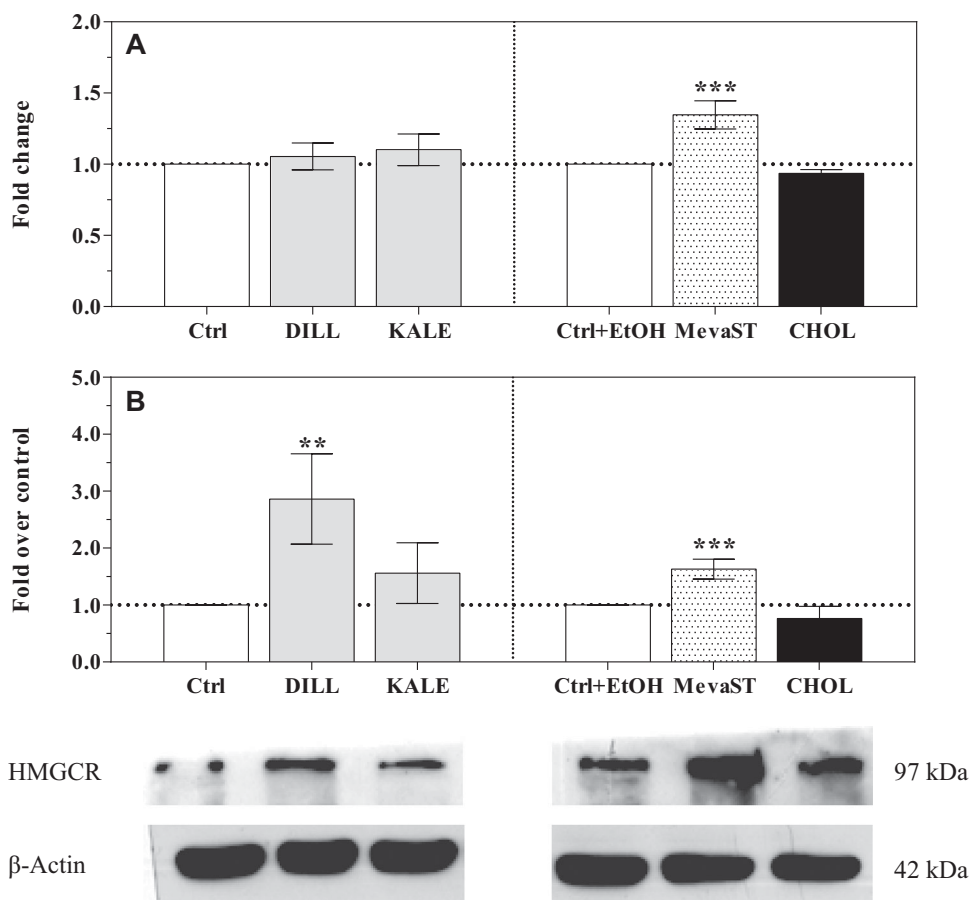 A
2.0
1.5
1.0
0.5
0.0
Fold change
***
Ctrl DILL KALE Ctrl+EtOH MevaST CHOL
B
5.0
4.0
3.0
2.0
1.0
0.0
Fold over control
**
***
Ctrl DILL KALE Ctrl+EtOH MevaST CHOL
HMGCR 97 kDa
β-Actin 42 kDa